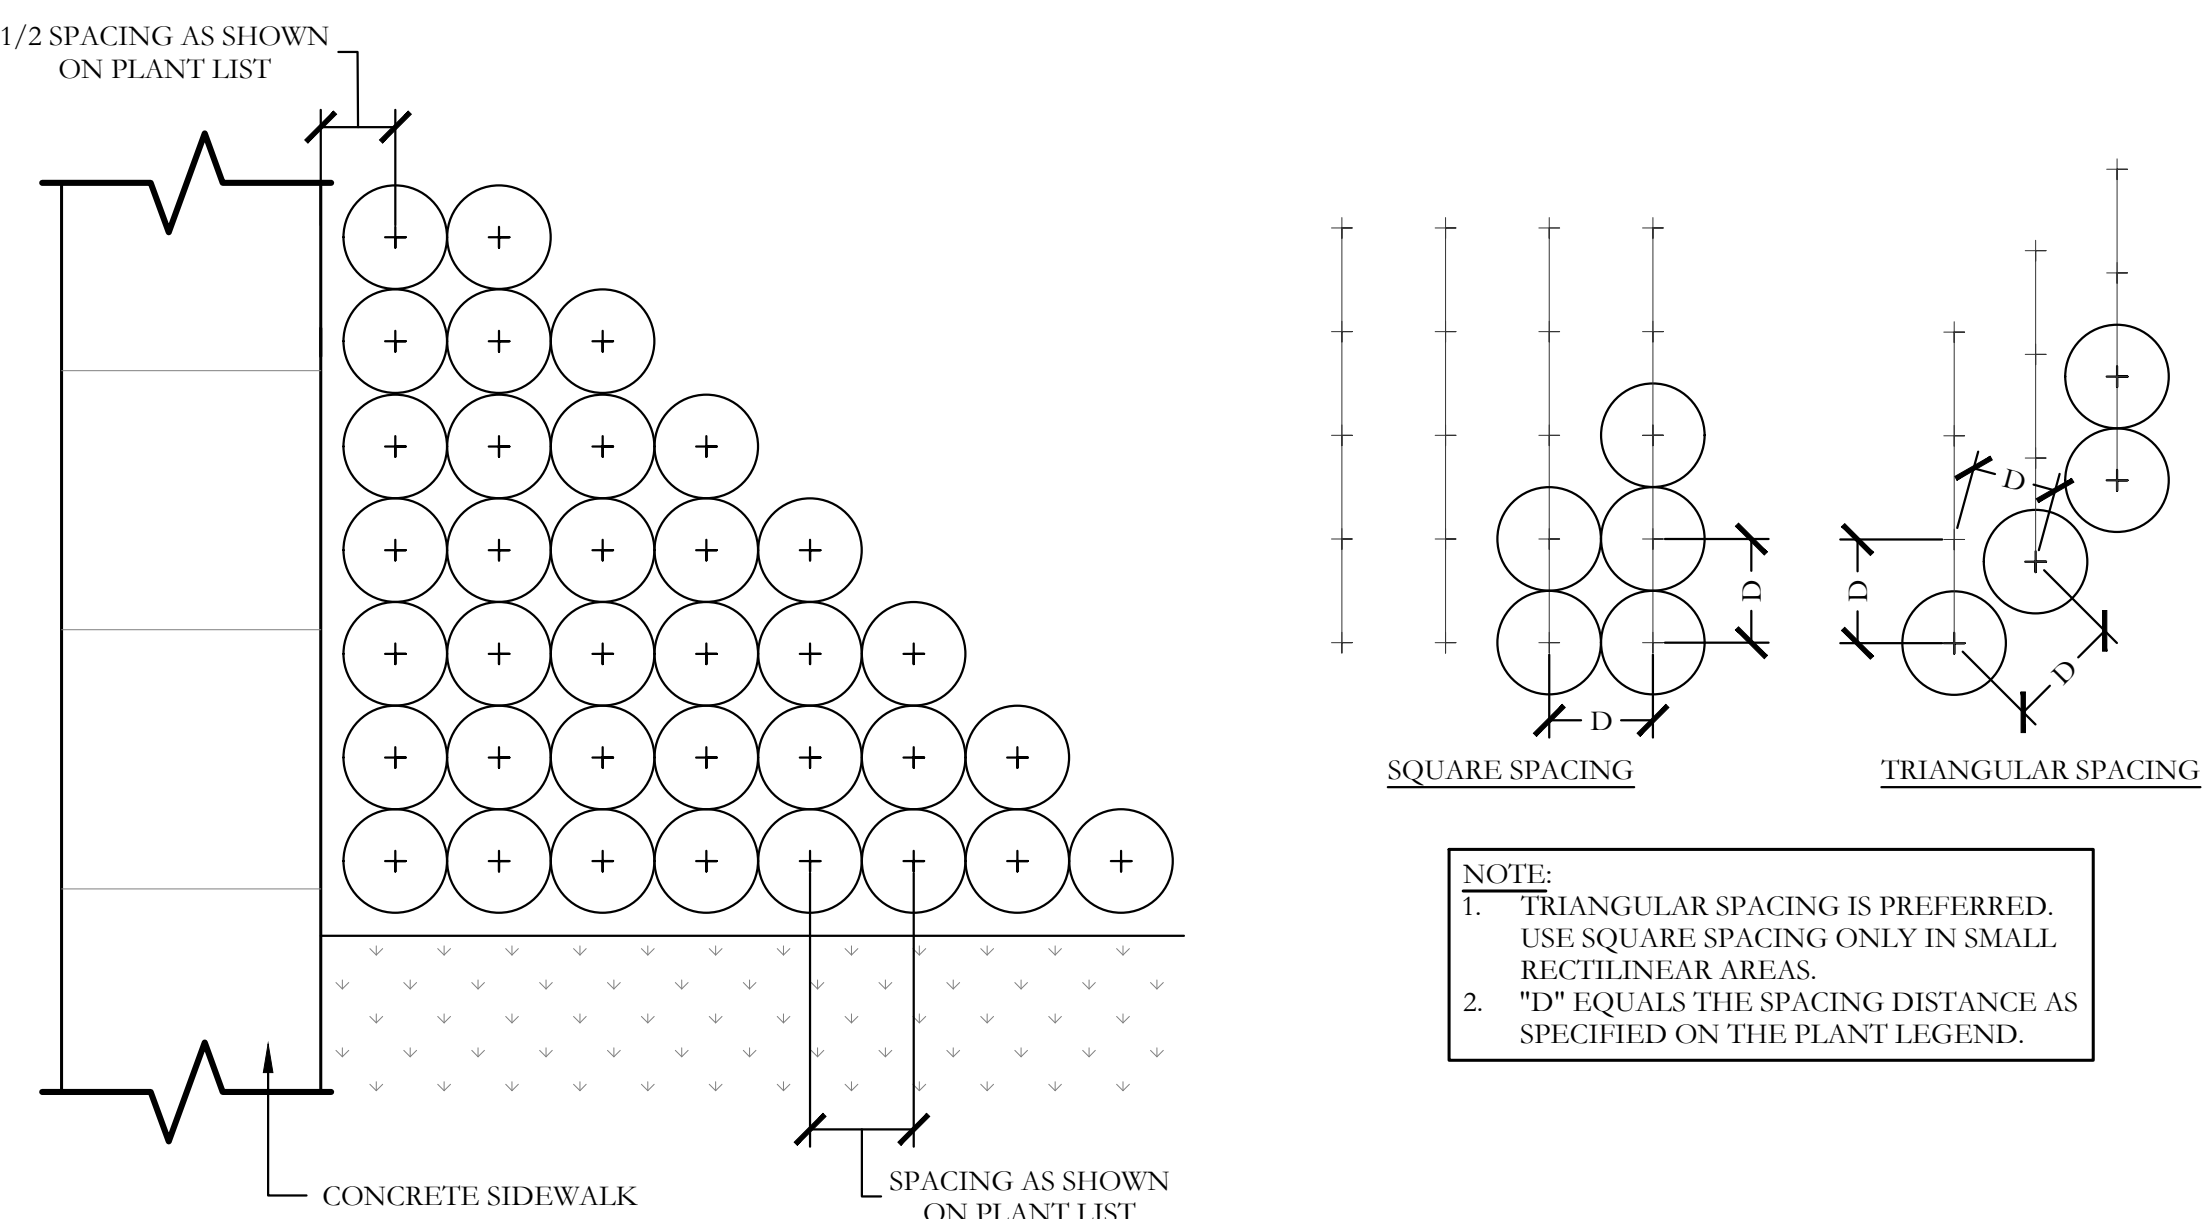 1/2 SPACING AS SHOWN
ON PLANT LIST
D
D
D
D
D
SQUARE SPACING
TRIANGULAR SPACING
NOTE:
1. TRIANGULAR SPACING IS PREFERRED.
USE SQUARE SPACING ONLY IN SMALL
RECTILINEAR AREAS.
2. "D" EQUALS THE SPACING DISTANCE AS
SPECIFIED ON THE PLANT LEGEND.
CONCRETE SIDEWALK
SPACING AS SHOWN
ON PLANT LIST